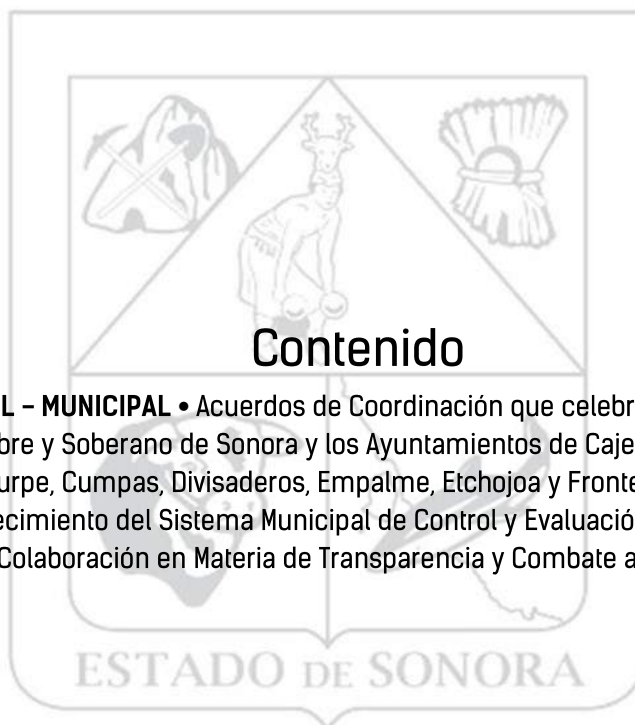 Contenido
L – MUNICIPAL • Acuerdos de Coordinación que celebr
bre y Soberano de Sonora y los Ayuntamientos de Caje
urpe, Cumpas, Divisaderos, Empalme, Etchojoa y Fronte
ecimiento del Sistema Municipal de Control y Evaluació
Colaboración en Materia de Transparencia y Combate a
ESTADO DE SONORA